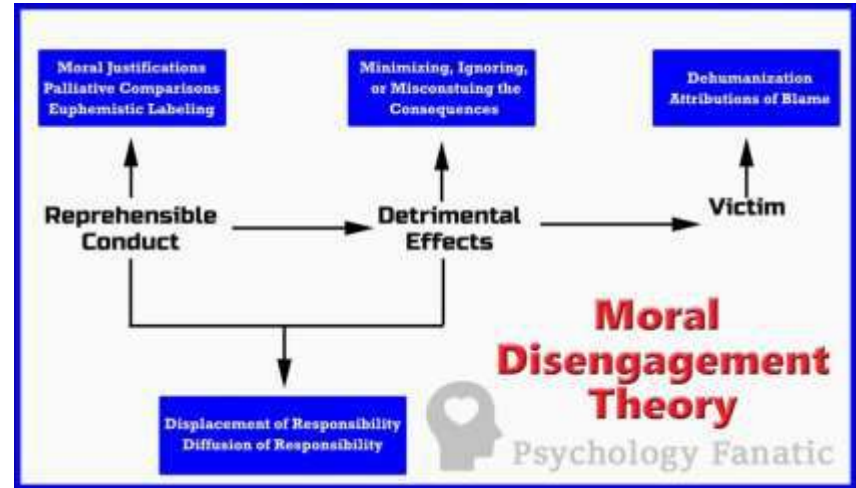 Moral Justifications
Palliative Comparisons
Euphemistic Labeling
Minimizing, Ignoring,
or Misconstuing the
Consequences
Dehumanization
Attributions of Blame
Reprehensible
Conduct
Detrimental
Effects
Victim
Displacement of Responsibility
Diffusion of Responsibility
Moral
Disengagement
Theory
Psychology Fanatic